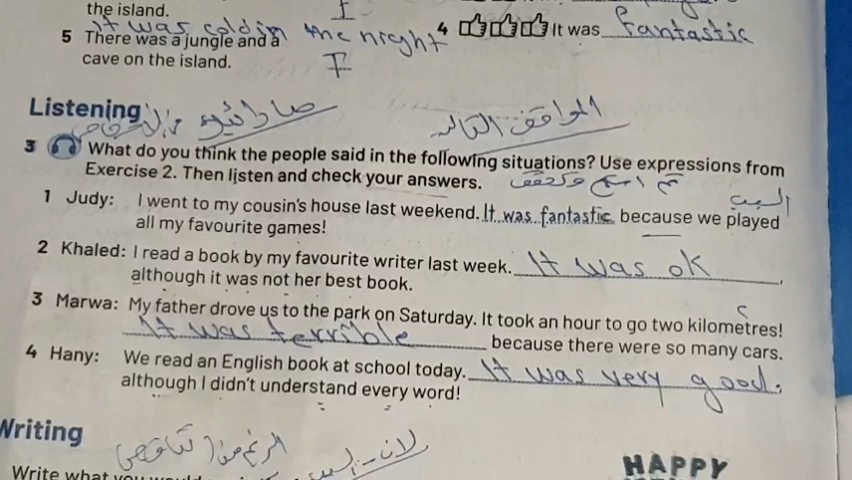 the island.
It was cold in the night
5 There was a jungle and a
cave on the island.
F
4 It was fantastic
Listening
المواقف التاليه
3 What do you think the people said in the following situations? Use expressions from
Exercise 2. Then listen and check your answers.
السبب
1 Judy: I went to my cousin's house last weekend. It was fantastic because we played
all my favourite games!
2 Khaled: I read a book by my favourite writer last week. It was ok ,
although it was not her best book.
3 Marwa: My father drove us to the park on Saturday. It took an hour to go two kilometres!
It was terrible because there were so many cars.
4 Hany: We read an English book at school today. It was very good ,
although I didn't understand every word!
Writing
Write what you would
HAPPY